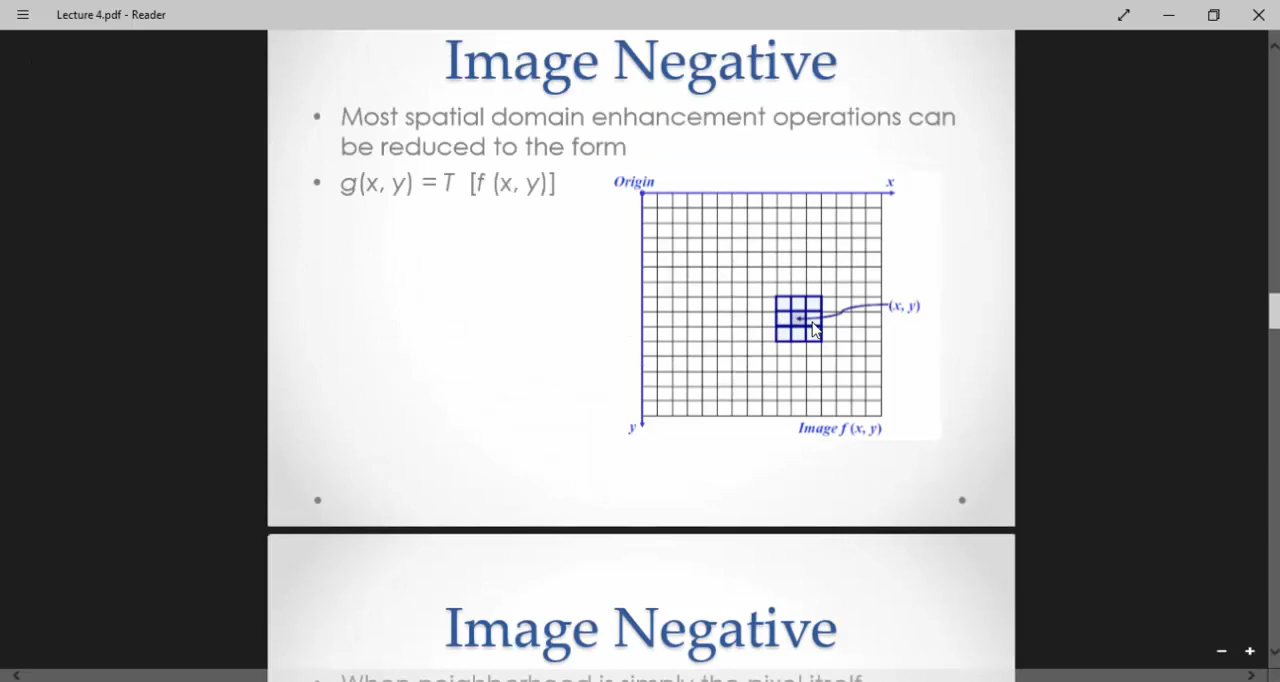 Lecture 4.pdf - Reader
Image Negative
• Most spatial domain enhancement operations can
be reduced to the form
• g(x, y) = T [f (x, y)]
Origin
x
(x, y)
y
Image f (x, y)
Image Negative
• When neighborhood is simply the pixel itself